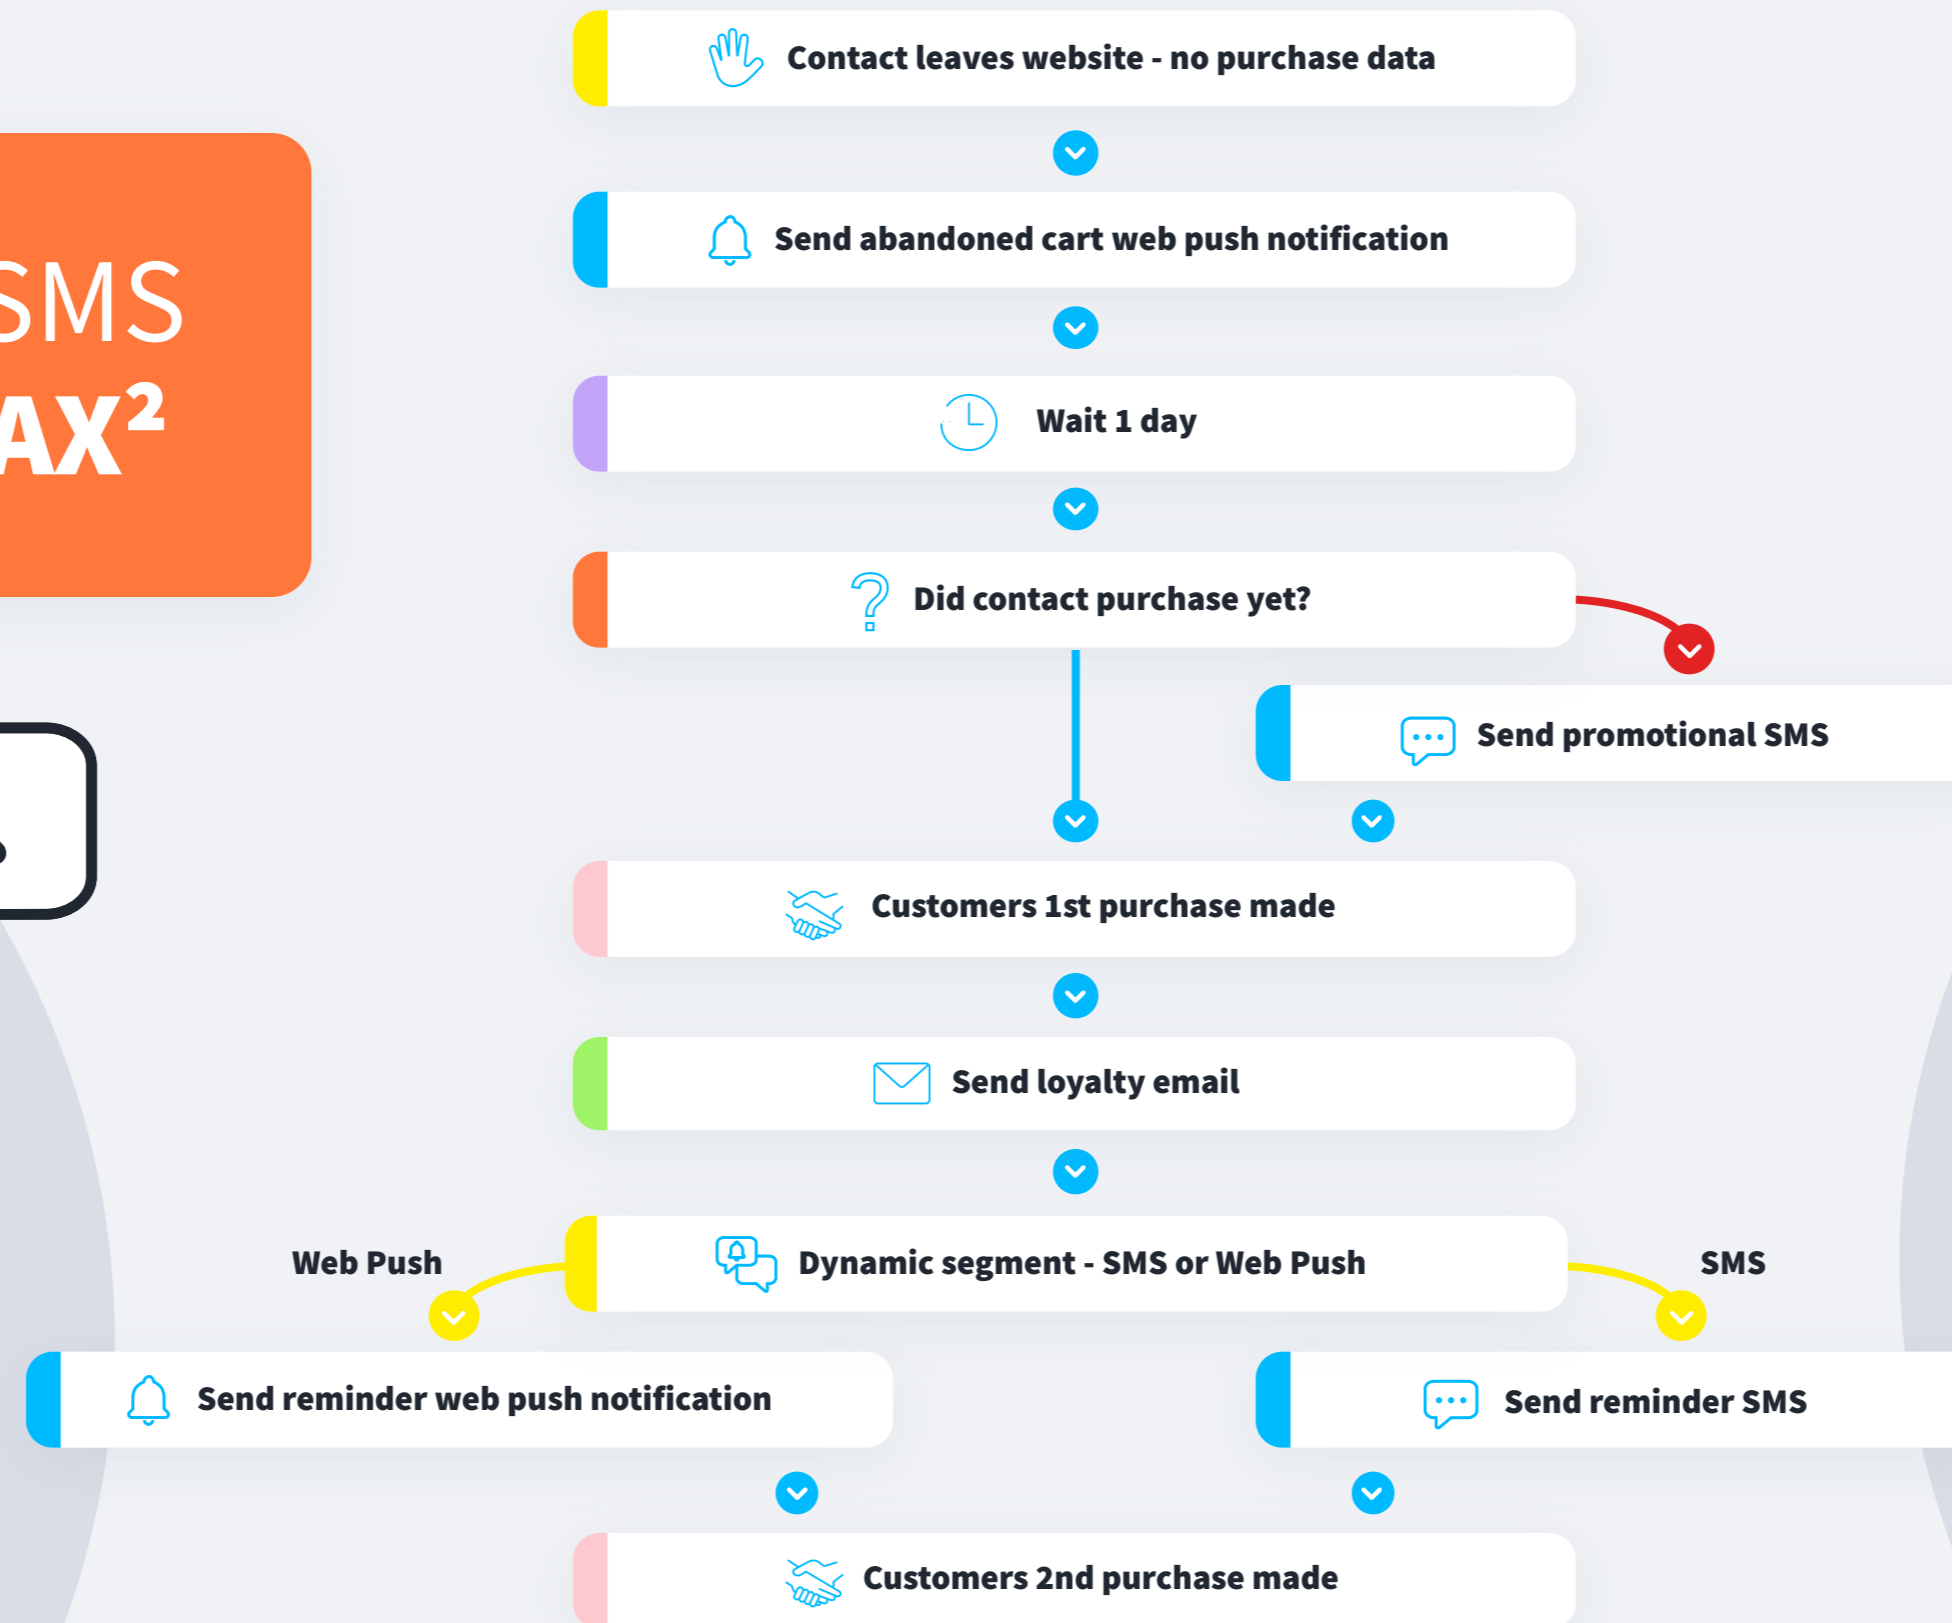 Contact leaves website - no purchase data
Send abandoned cart web push notification
SMS
AX²
Wait 1 day
Did contact purchase yet?
Send promotional SMS
Customers 1st purchase made
Send loyalty email
Web Push
Dynamic segment - SMS or Web Push
SMS
Send reminder web push notification
Send reminder SMS
Customers 2nd purchase made